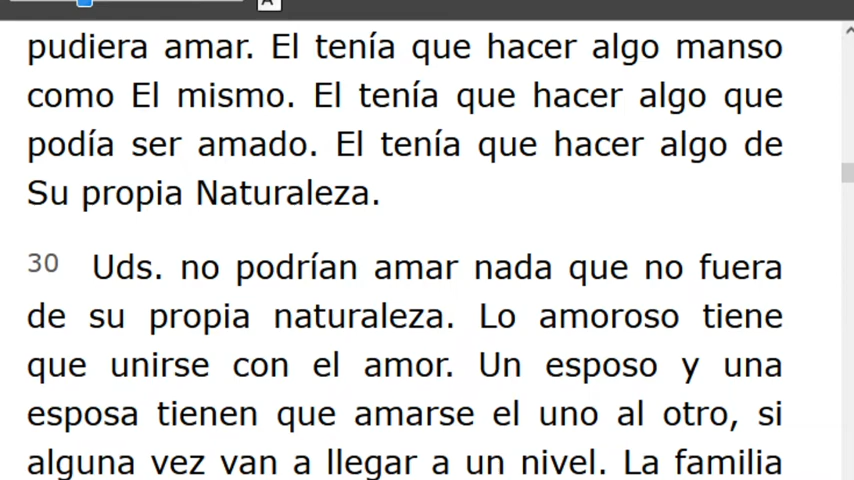 A
pudiera amar. El tenía que hacer algo manso
como El mismo. El tenía que hacer algo que
podía ser amado. El tenía que hacer algo de
Su propia Naturaleza.
30 Uds. no podrían amar nada que no fuera
de su propia naturaleza. Lo amoroso tiene
que unirse con el amor. Un esposo y una
esposa tienen que amarse el uno al otro, si
alguna vez van a llegar a un nivel. La familia